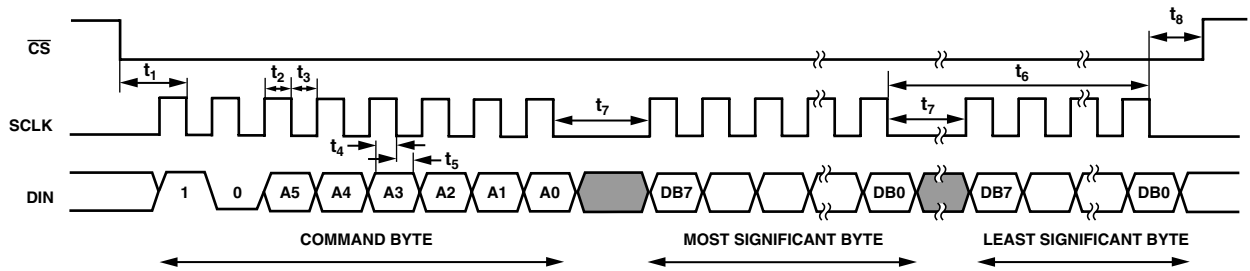 t8
CS
t1
t2 t3
t6
t7
t7
SCLK
t4
t5
DIN
1 0 A5 A4 A3 A2 A1 A0 DB7 DB0 DB7 DB0
COMMAND BYTE MOST SIGNIFICANT BYTE LEAST SIGNIFICANT BYTE